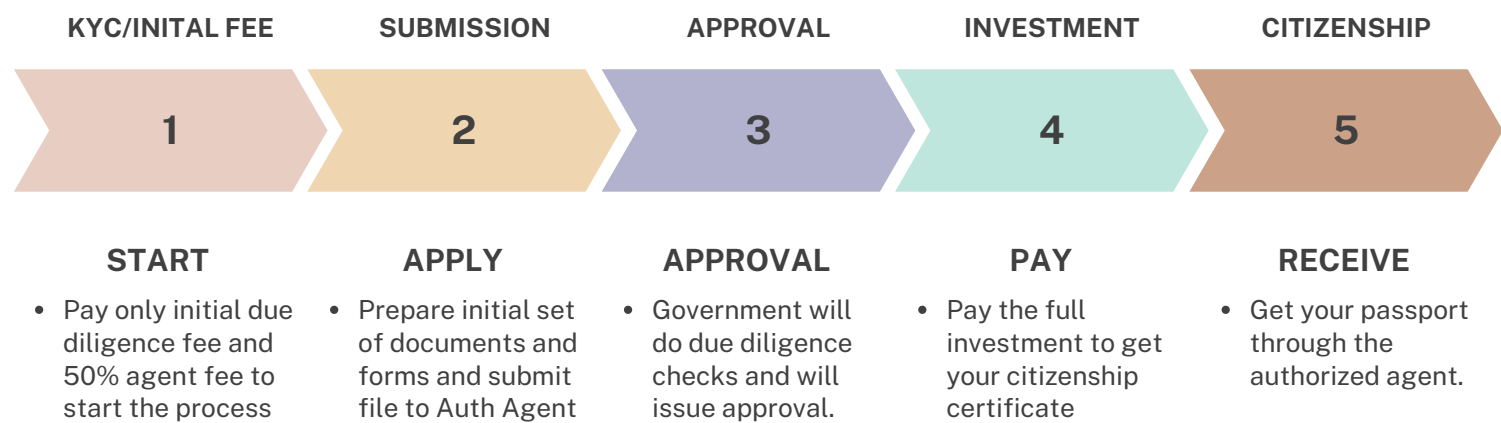 KYC/INITAL FEE
SUBMISSION
APPROVAL
INVESTMENT
CITIZENSHIP
1
2
3
4
5
START
• Pay only initial due
diligence fee and
50% agent fee to
start the process
APPLY
• Prepare initial set
of documents and
forms and submit
file to Auth Agent
APPROVAL
• Government will
do due diligence
checks and will
issue approval.
PAY
• Pay the full
investment to get
your citizenship
certificate
RECEIVE
• Get your passport
through the
authorized agent.